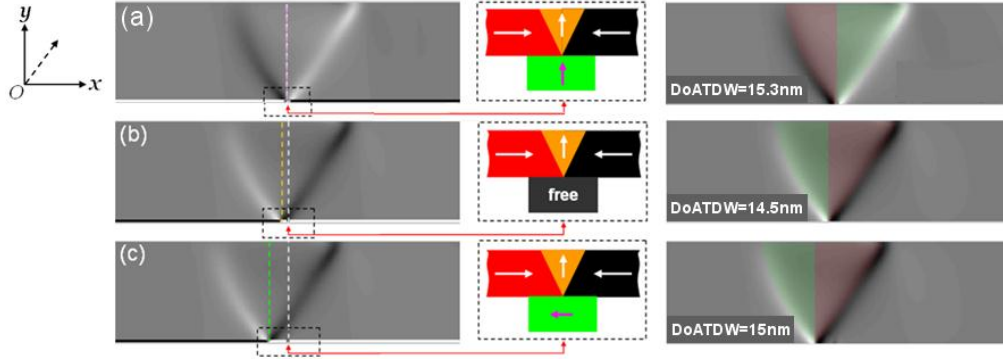 y
O
x
(a)
DoATDW=15.3nm
(b)
free
DoATDW=14.5nm
(c)
DoATDW=15nm